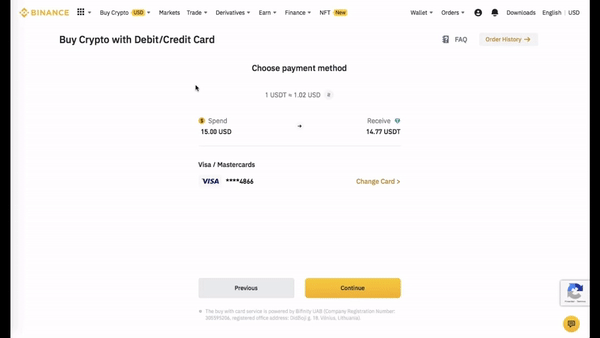 BINANCE Buy Crypto USD Markets Trade Derivatives Earn Finance NFT New Wallet Orders Downloads English USD
Buy Crypto with Debit/Credit Card FAQ Order History →
Choose payment method
1 USDT ≈ 1.02 USD
Spend → Receive
15.00 USD 14.77 USDT
Visa / Mastercards
VISA ****4866 Change Card >
Previous Continue
The buy with card service is powered by Bifinity UAB (Company Registration Number:
registered office address: Vilnius, Lithuania).